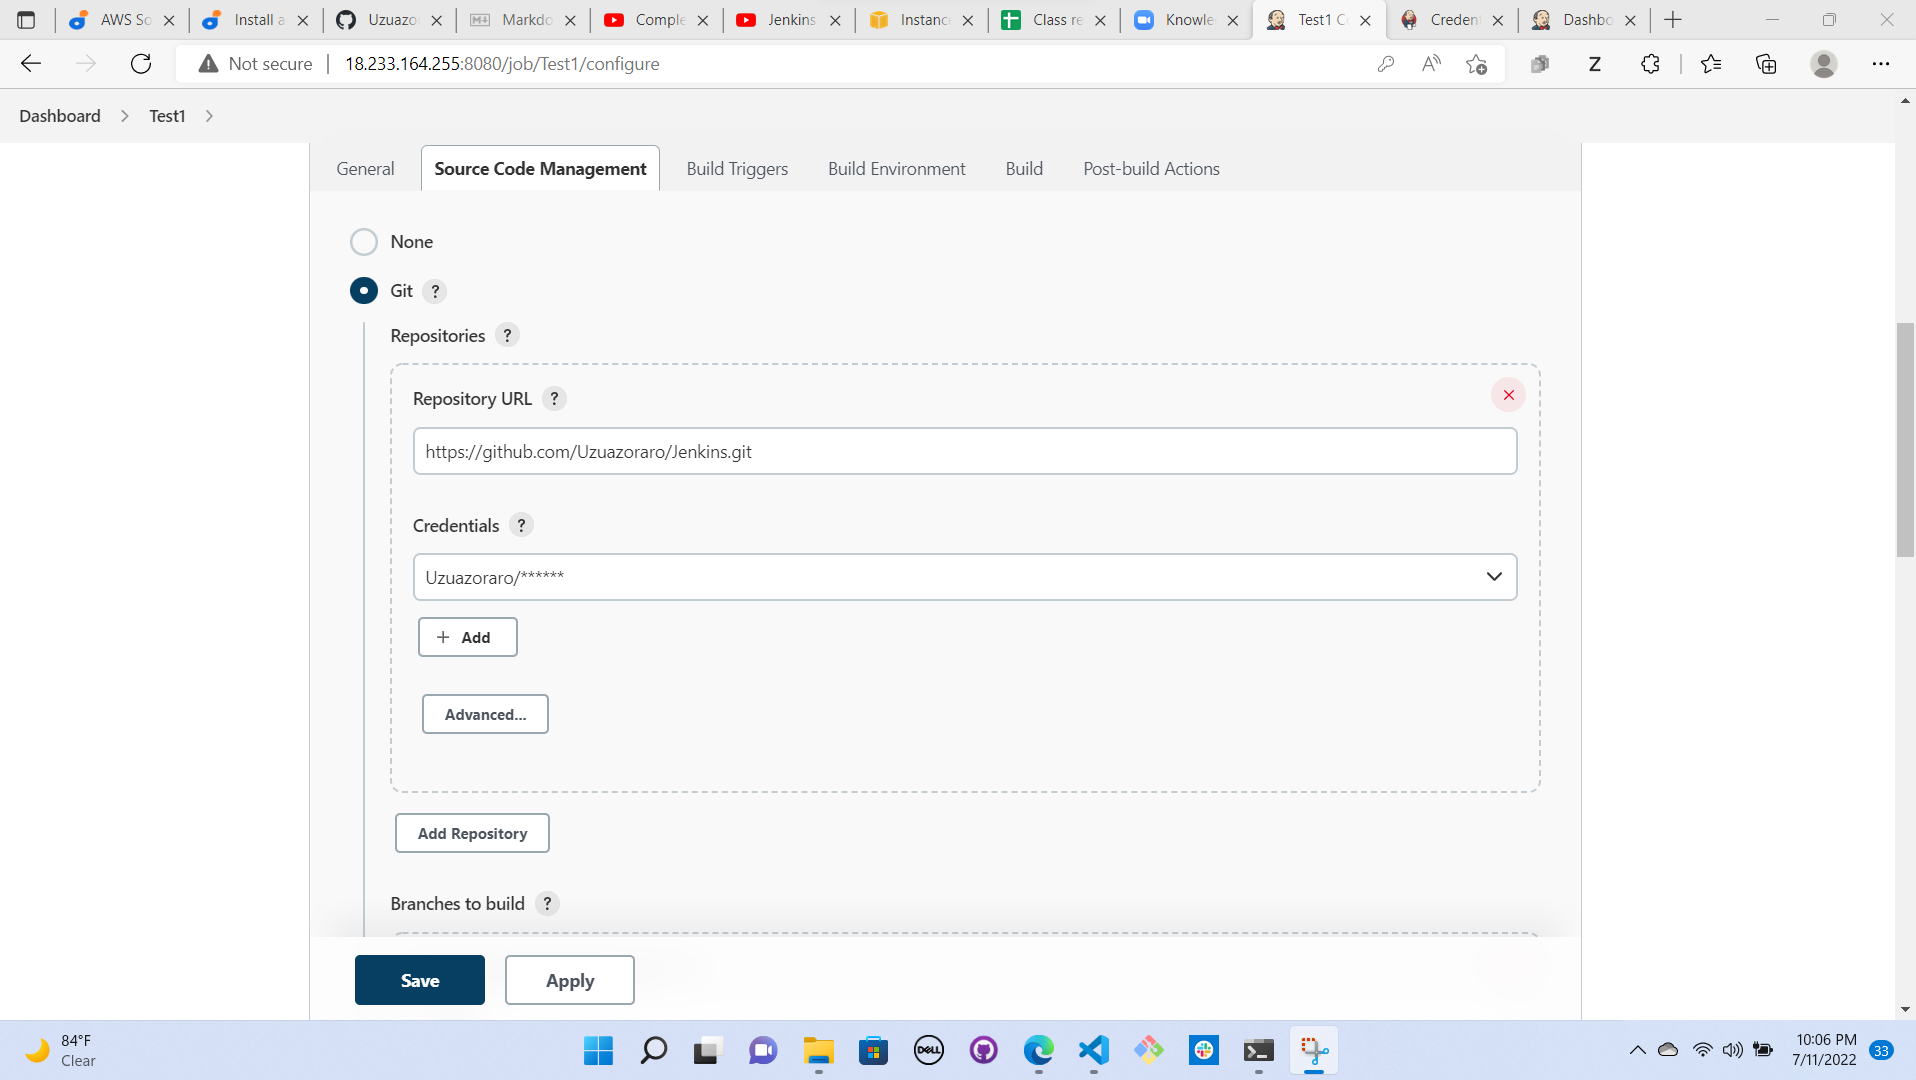 AWS So
Install a
Uzuazo
Markdo
Comple
Jenkins
Instanc
Class re
Knowle
Test1 Co
Creden
Dashbo
Not secure
18.233.164.255:8080/job/Test1/configure
Dashboard
Test1
General
Source Code Management
Build Triggers
Build Environment
Build
Post-build Actions
None
Git ?
Repositories ?
Repository URL ?
https://github.com/Uzuazoraro/Jenkins.git
Credentials ?
Uzuazoraro/******
+ Add
Advanced...
Add Repository
Branches to build ?
Save
Apply
84°F
Clear
DELL
10:06 PM
7/11/2022
33